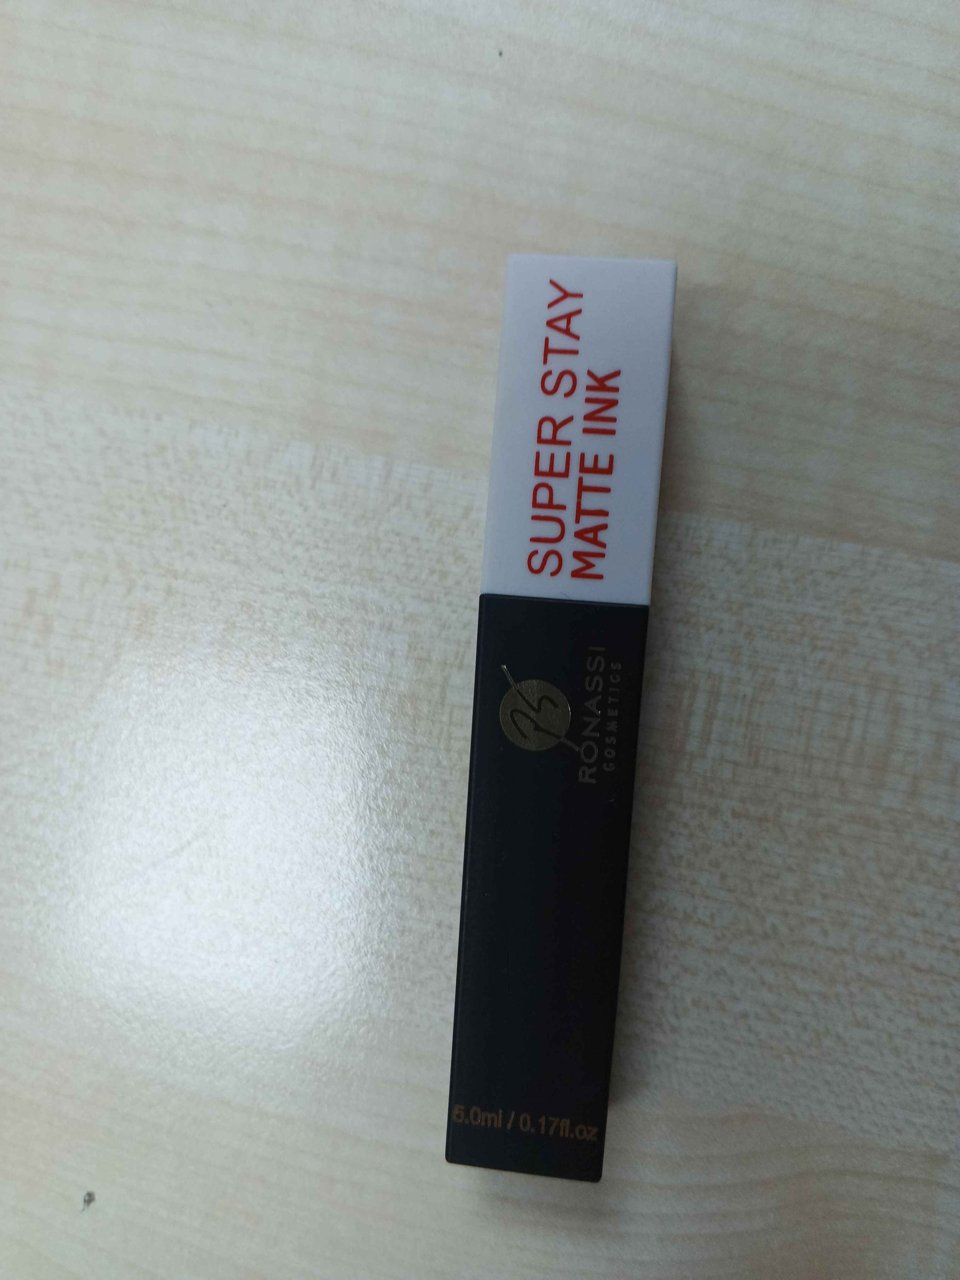 SUPER STAY
MATTE INK
RONASSI
COSMETICS
5.0ml / 0.17fl.oz